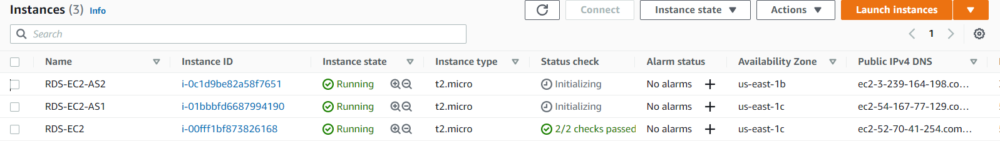 Instances (3) Info Connect Instance state Actions Launch instances
Search 1
Name Instance ID Instance state Instance type Status check Alarm status Availability Zone Public IPv4 DNS
RDS-EC2-AS2 i-0c1d9be82a58f7651 Running t2.micro Initializing No alarms + us-east-1b ec2-3-239-164-198.co...
RDS-EC2-AS1 i-01bbbfd6687994190 Running t2.micro Initializing No alarms + us-east-1c ec2-54-167-77-129.co...
RDS-EC2 i-00fff1bf873826168 Running t2.micro 2/2 checks passed No alarms + us-east-1c ec2-52-70-41-254.com...